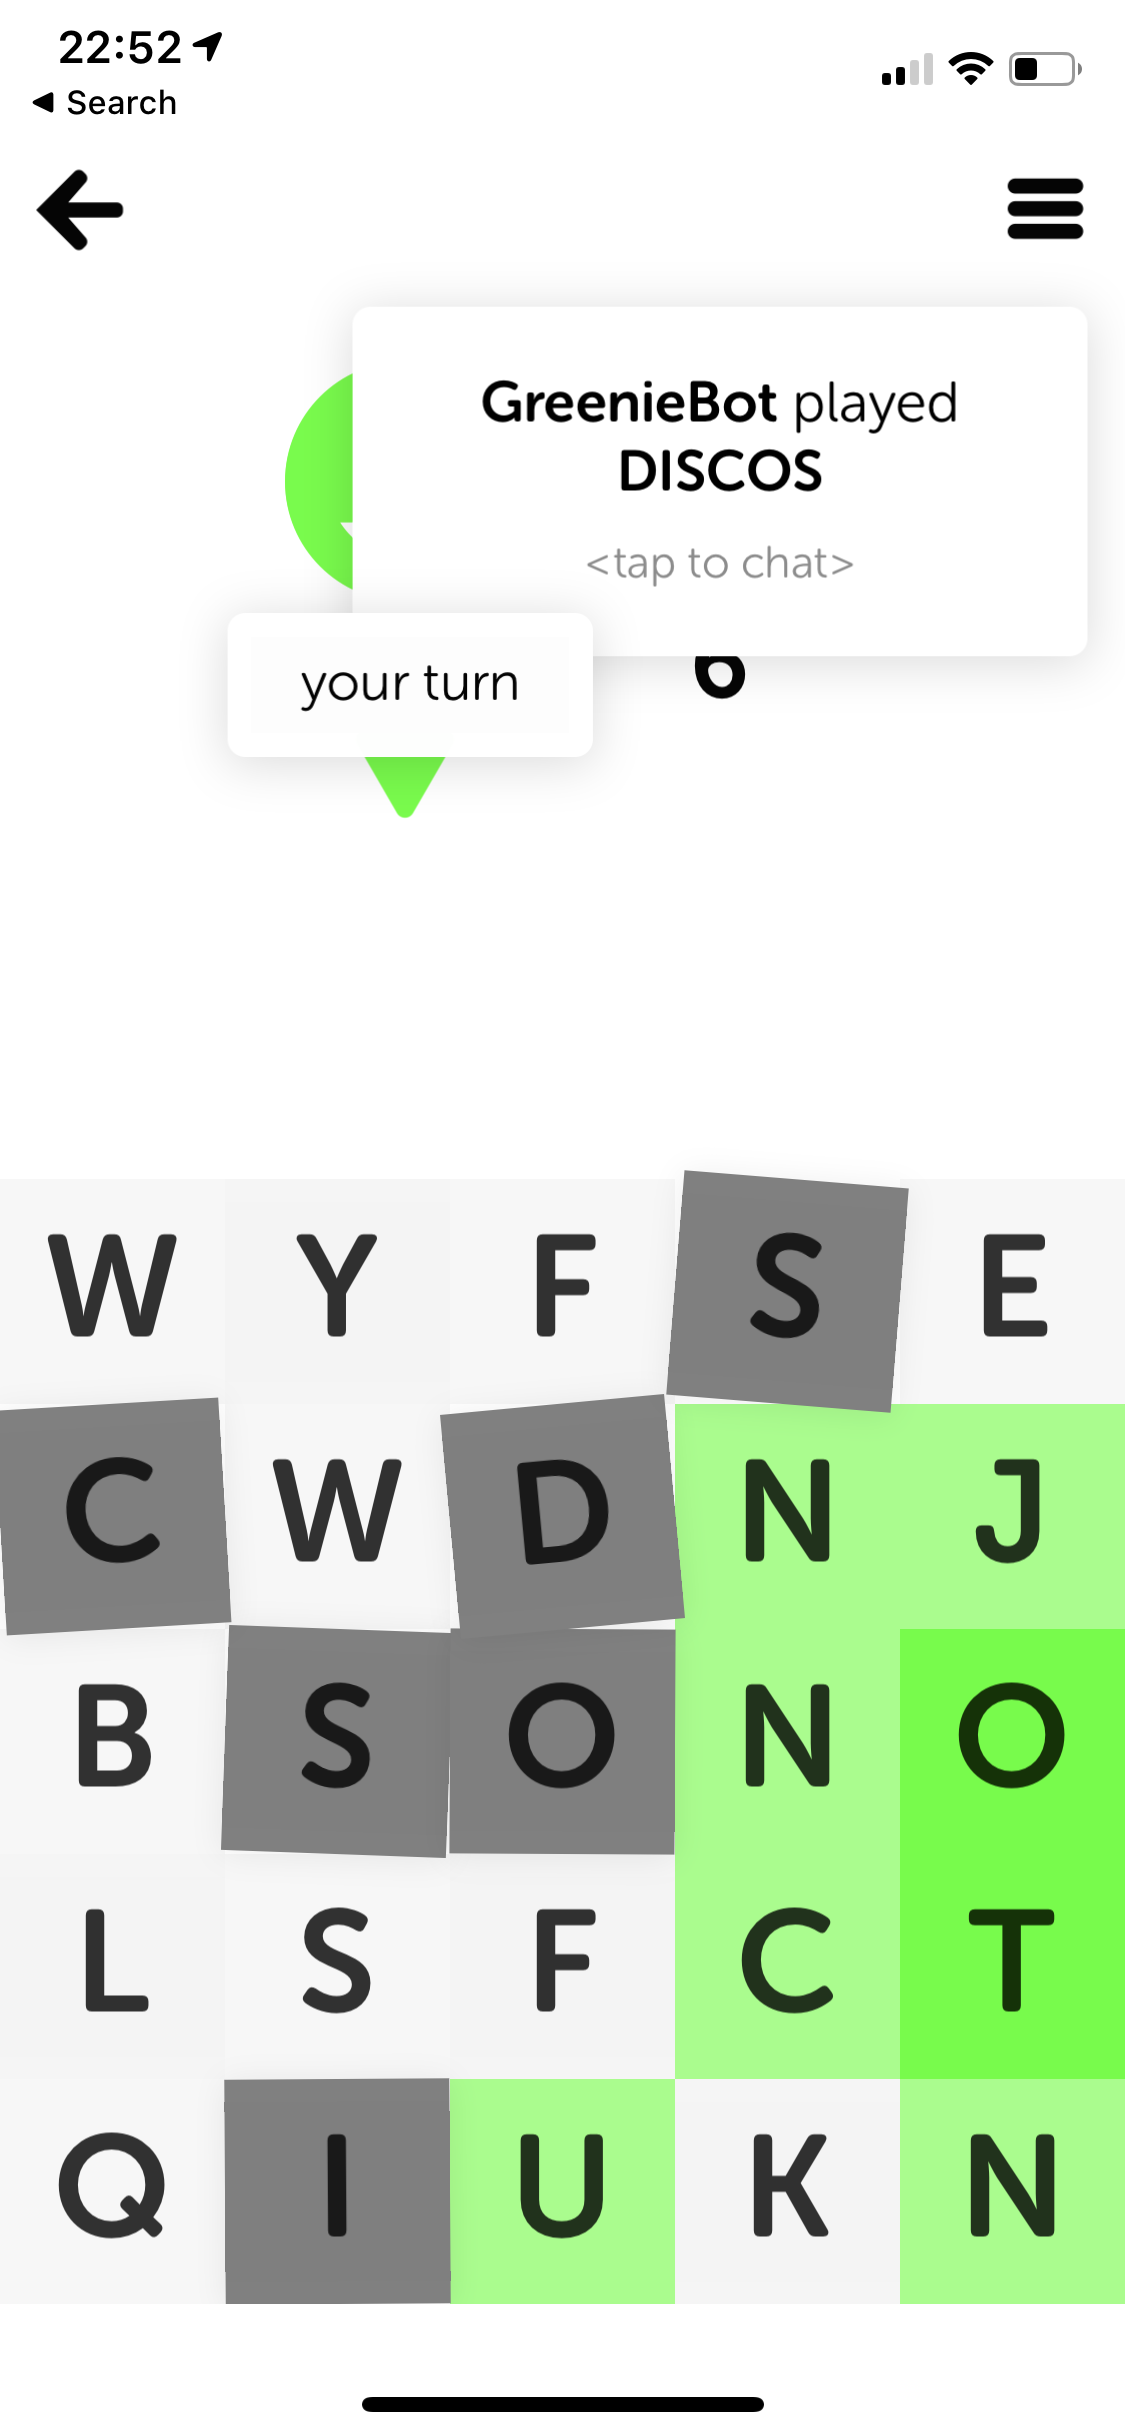 22:52
Search
GreenieBot played
DISCOS
<tap to chat>
your turn
6
W Y F S E
C W D N J
B S O N O
L S F C T
Q I U K N